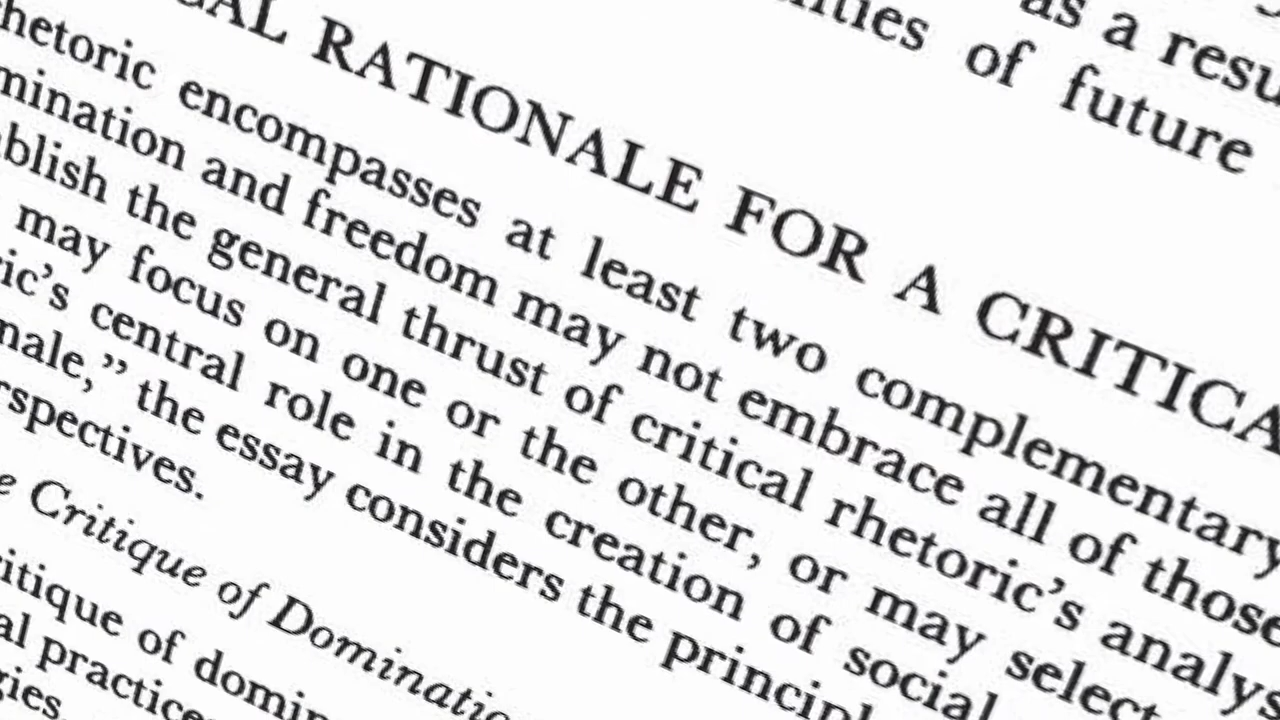 as a resu
ities of future
CAL RATIONALE FOR A CRITICA
hetoric encompasses at least two complementary
mination and freedom may not embrace all of those
blish the general thrust of critical rhetoric's analys
may focus on one or the other, or may select
ric's central role in the creation of social
nale,” the essay considers the princip
rspectives.
e Critique of Dominatio
itique of domin
al practices
gies.